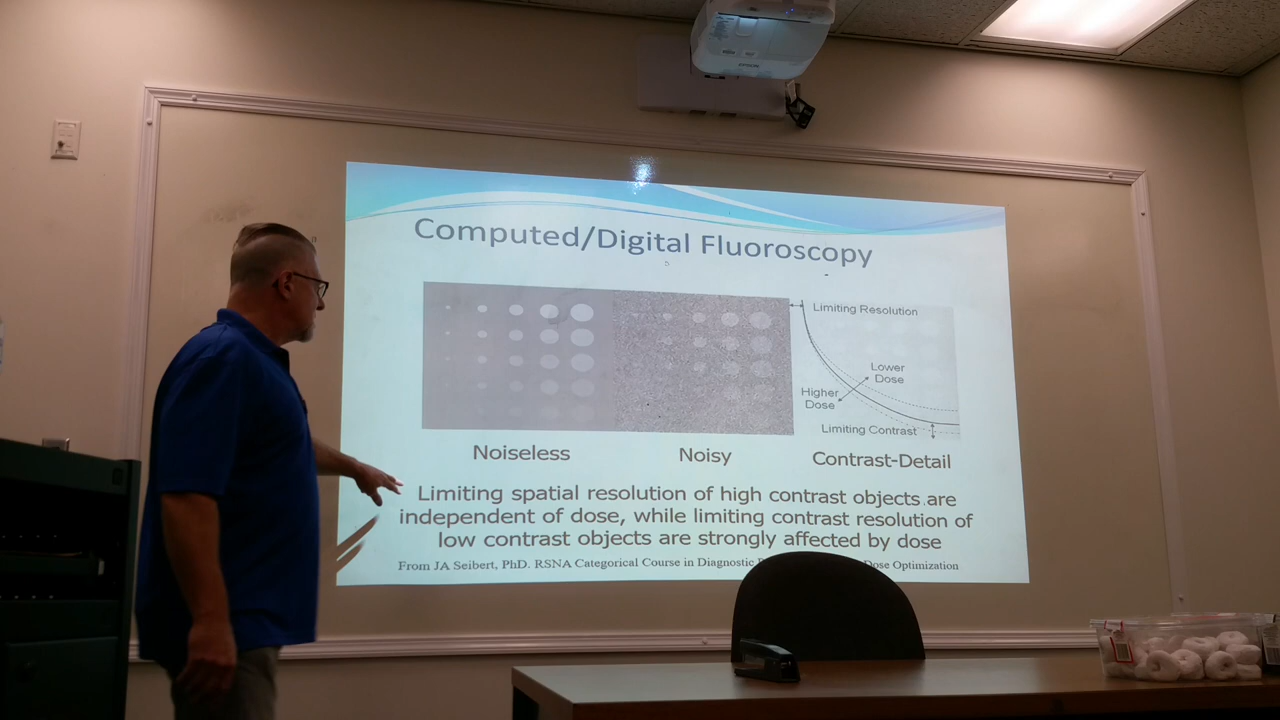 EPSON
Computed/Digital Fluoroscopy
Limiting Resolution
Lower
Dose
Higher
Dose
Limiting Contrast
Noiseless
Noisy
Contrast-Detail
Limiting spatial resolution of high contrast objects are
independent of dose, while limiting contrast resolution of
low contrast objects are strongly affected by dose
From JA Seibert, PhD. RSNA Categorical Course in Diagnostic Dose Optimization